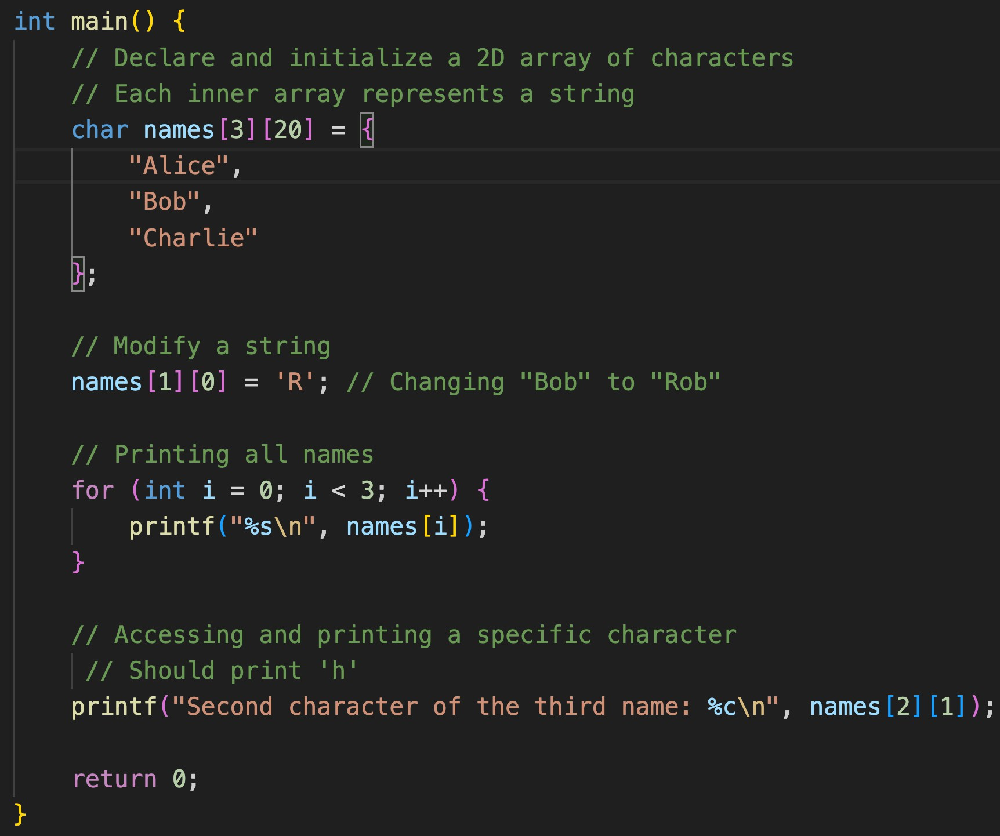 int main() {
    // Declare and initialize a 2D array of characters
    // Each inner array represents a string
    char names[3][20] = {
        "Alice",
        "Bob",
        "Charlie"
    };

    // Modify a string
    names[1][0] = 'R'; // Changing "Bob" to "Rob"

    // Printing all names
    for (int i = 0; i < 3; i++) {
        printf("%s\n", names[i]);
    }

    // Accessing and printing a specific character
     // Should print 'h'
    printf("Second character of the third name: %c\n", names[2][1]);

    return 0;
}